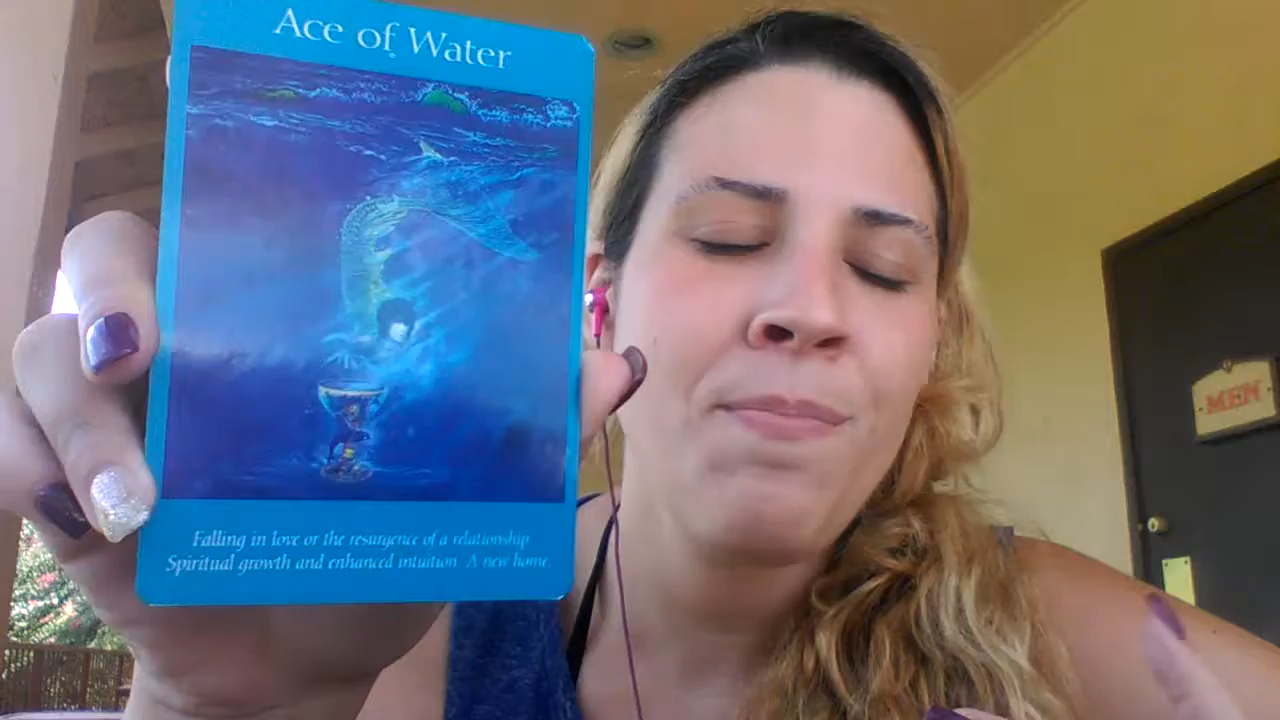 Ace of Water
Falling in love or the resurgence of a relationship
Spiritual growth and enhanced intuition. A new home.
MEN